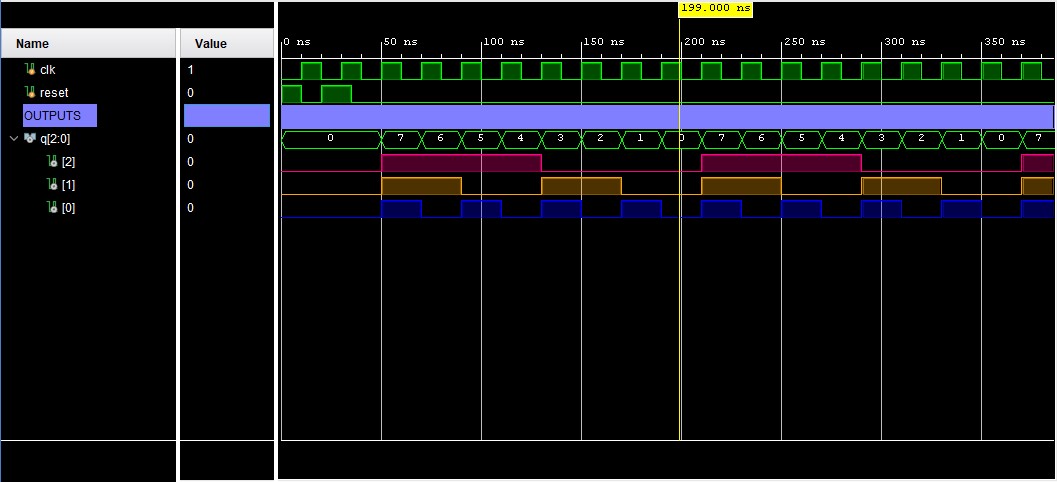 199.000 ns
Name Value
0 ns 50 ns 100 ns 150 ns 200 ns 250 ns 300 ns 350 ns
clk 1
reset 0
OUTPUTS
q[2:0] 0 0 7 6 5 4 3 2 1 0 7 6 5 4 3 2 1 0 7
[2] 0
[1] 0
[0] 0